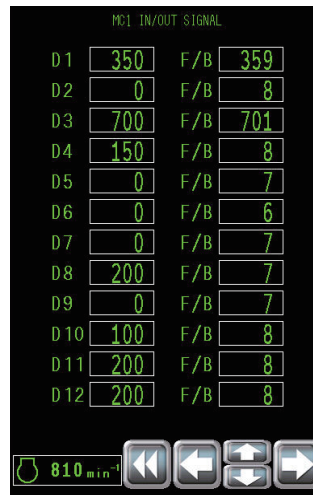 MC1 IN/OUT SIGNAL
D1 350 F/B 359
D2 0 F/B 8
D3 700 F/B 701
D4 150 F/B 8
D5 0 F/B 7
D6 0 F/B 6
D7 0 F/B 7
D8 200 F/B 7
D9 0 F/B 7
D10 100 F/B 8
D11 200 F/B 8
D12 200 F/B 8
810 min⁻¹